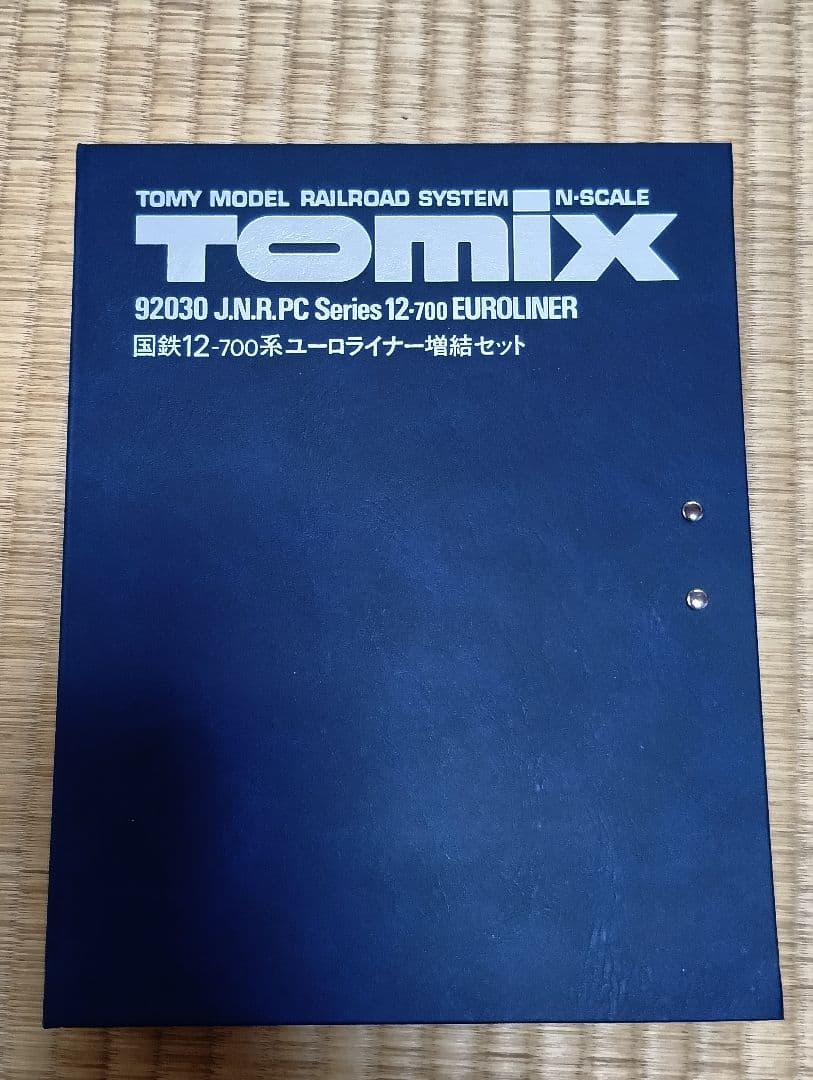 TOMY MODEL RAILROAD SYSTEM N-SCALE
TOMIX
92030 J.N.R.PC Series 12-700 EUROLINER
国鉄12-700系ユーロライナー増結セット